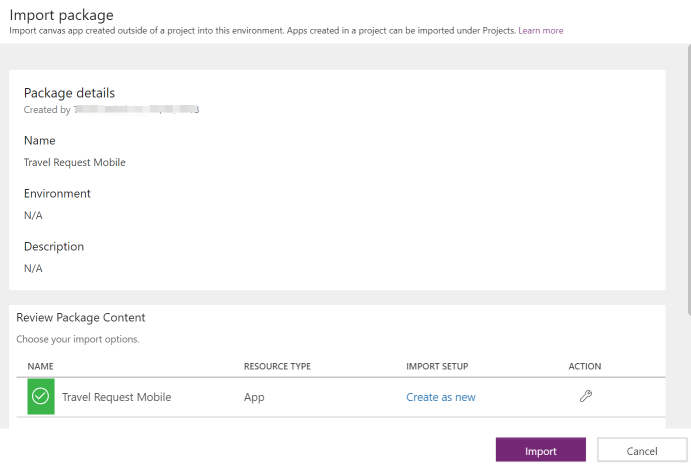 Import package
Import canvas app created outside of a project into this environment. Apps created in a project can be imported under Projects. Learn more
Package details
Created by
Name
Travel Request Mobile
Environment
N/A
Description
N/A
Review Package Content
Choose your import options.
NAME RESOURCE TYPE IMPORT SETUP ACTION
Travel Request Mobile App Create as new
Import Cancel